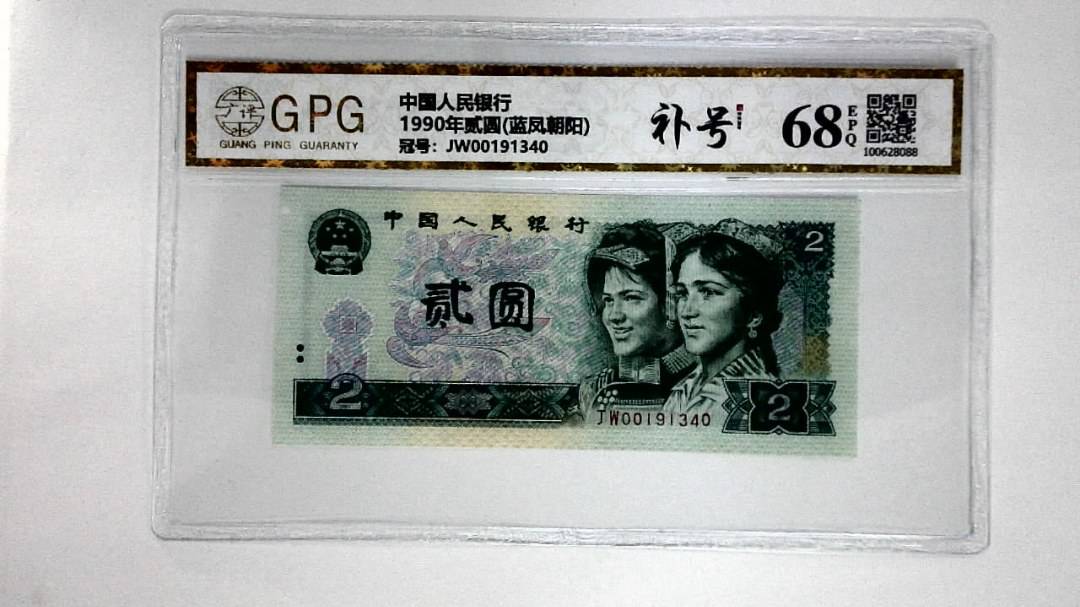 广评
GPG
GUANG PING GUARANTY
中国人民银行
1990年贰圆(蓝凤朝阳)
冠号：JW00191340
补号
68
EPQ
100628088
中国人民银行
贰圆
2
2
JW00191340
2